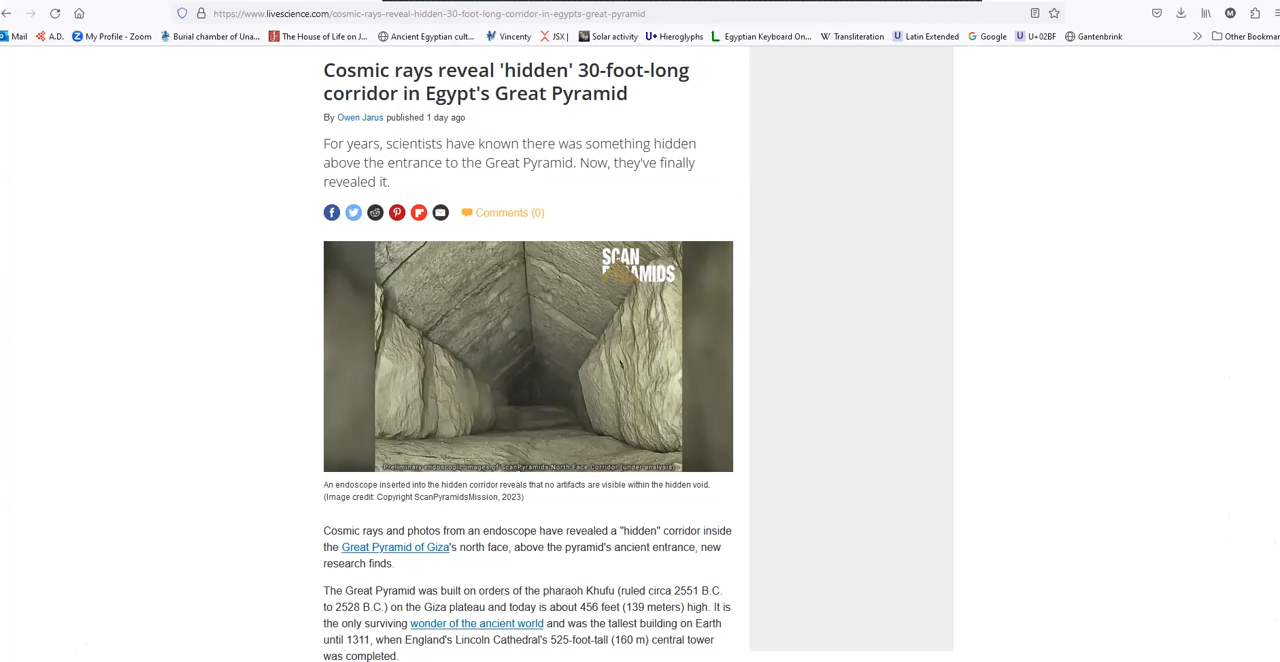 https://www.livescience.com/cosmic-rays-reveal-hidden-30-foot-long-corridor-in-egypts-great-pyramid
Mail A.D. My Profile - Zoom Burial chamber of Una... The House of Life on J... Ancient Egyptian cult... Vincenty JSX | Solar activity U+ Hieroglyphs Egyptian Keyboard On... Transliteration Latin Extended Google U+02BF Gantenbrink Other Bookmar
Cosmic rays reveal 'hidden' 30-foot-long
corridor in Egypt's Great Pyramid
By Owen Jarus published 1 day ago
For years, scientists have known there was something hidden
above the entrance to the Great Pyramid. Now, they've finally
revealed it.
Comments (0)
SCAN
PYRAMIDS
Preliminary endoscopic images of ScanPyramids North Face Corridor (under analysis)
An endoscope inserted into the hidden corridor reveals that no artifacts are visible within the hidden void.
(Image credit: Copyright ScanPyramidsMission, 2023)
Cosmic rays and photos from an endoscope have revealed a "hidden" corridor inside
the Great Pyramid of Giza's north face, above the pyramid's ancient entrance, new
research finds.
The Great Pyramid was built on orders of the pharaoh Khufu (ruled circa 2551 B.C.
to 2528 B.C.) on the Giza plateau and today is about 456 feet (139 meters) high. It is
the only surviving wonder of the ancient world and was the tallest building on Earth
until 1311, when England's Lincoln Cathedral's 525-foot-tall (160 m) central tower
was completed.